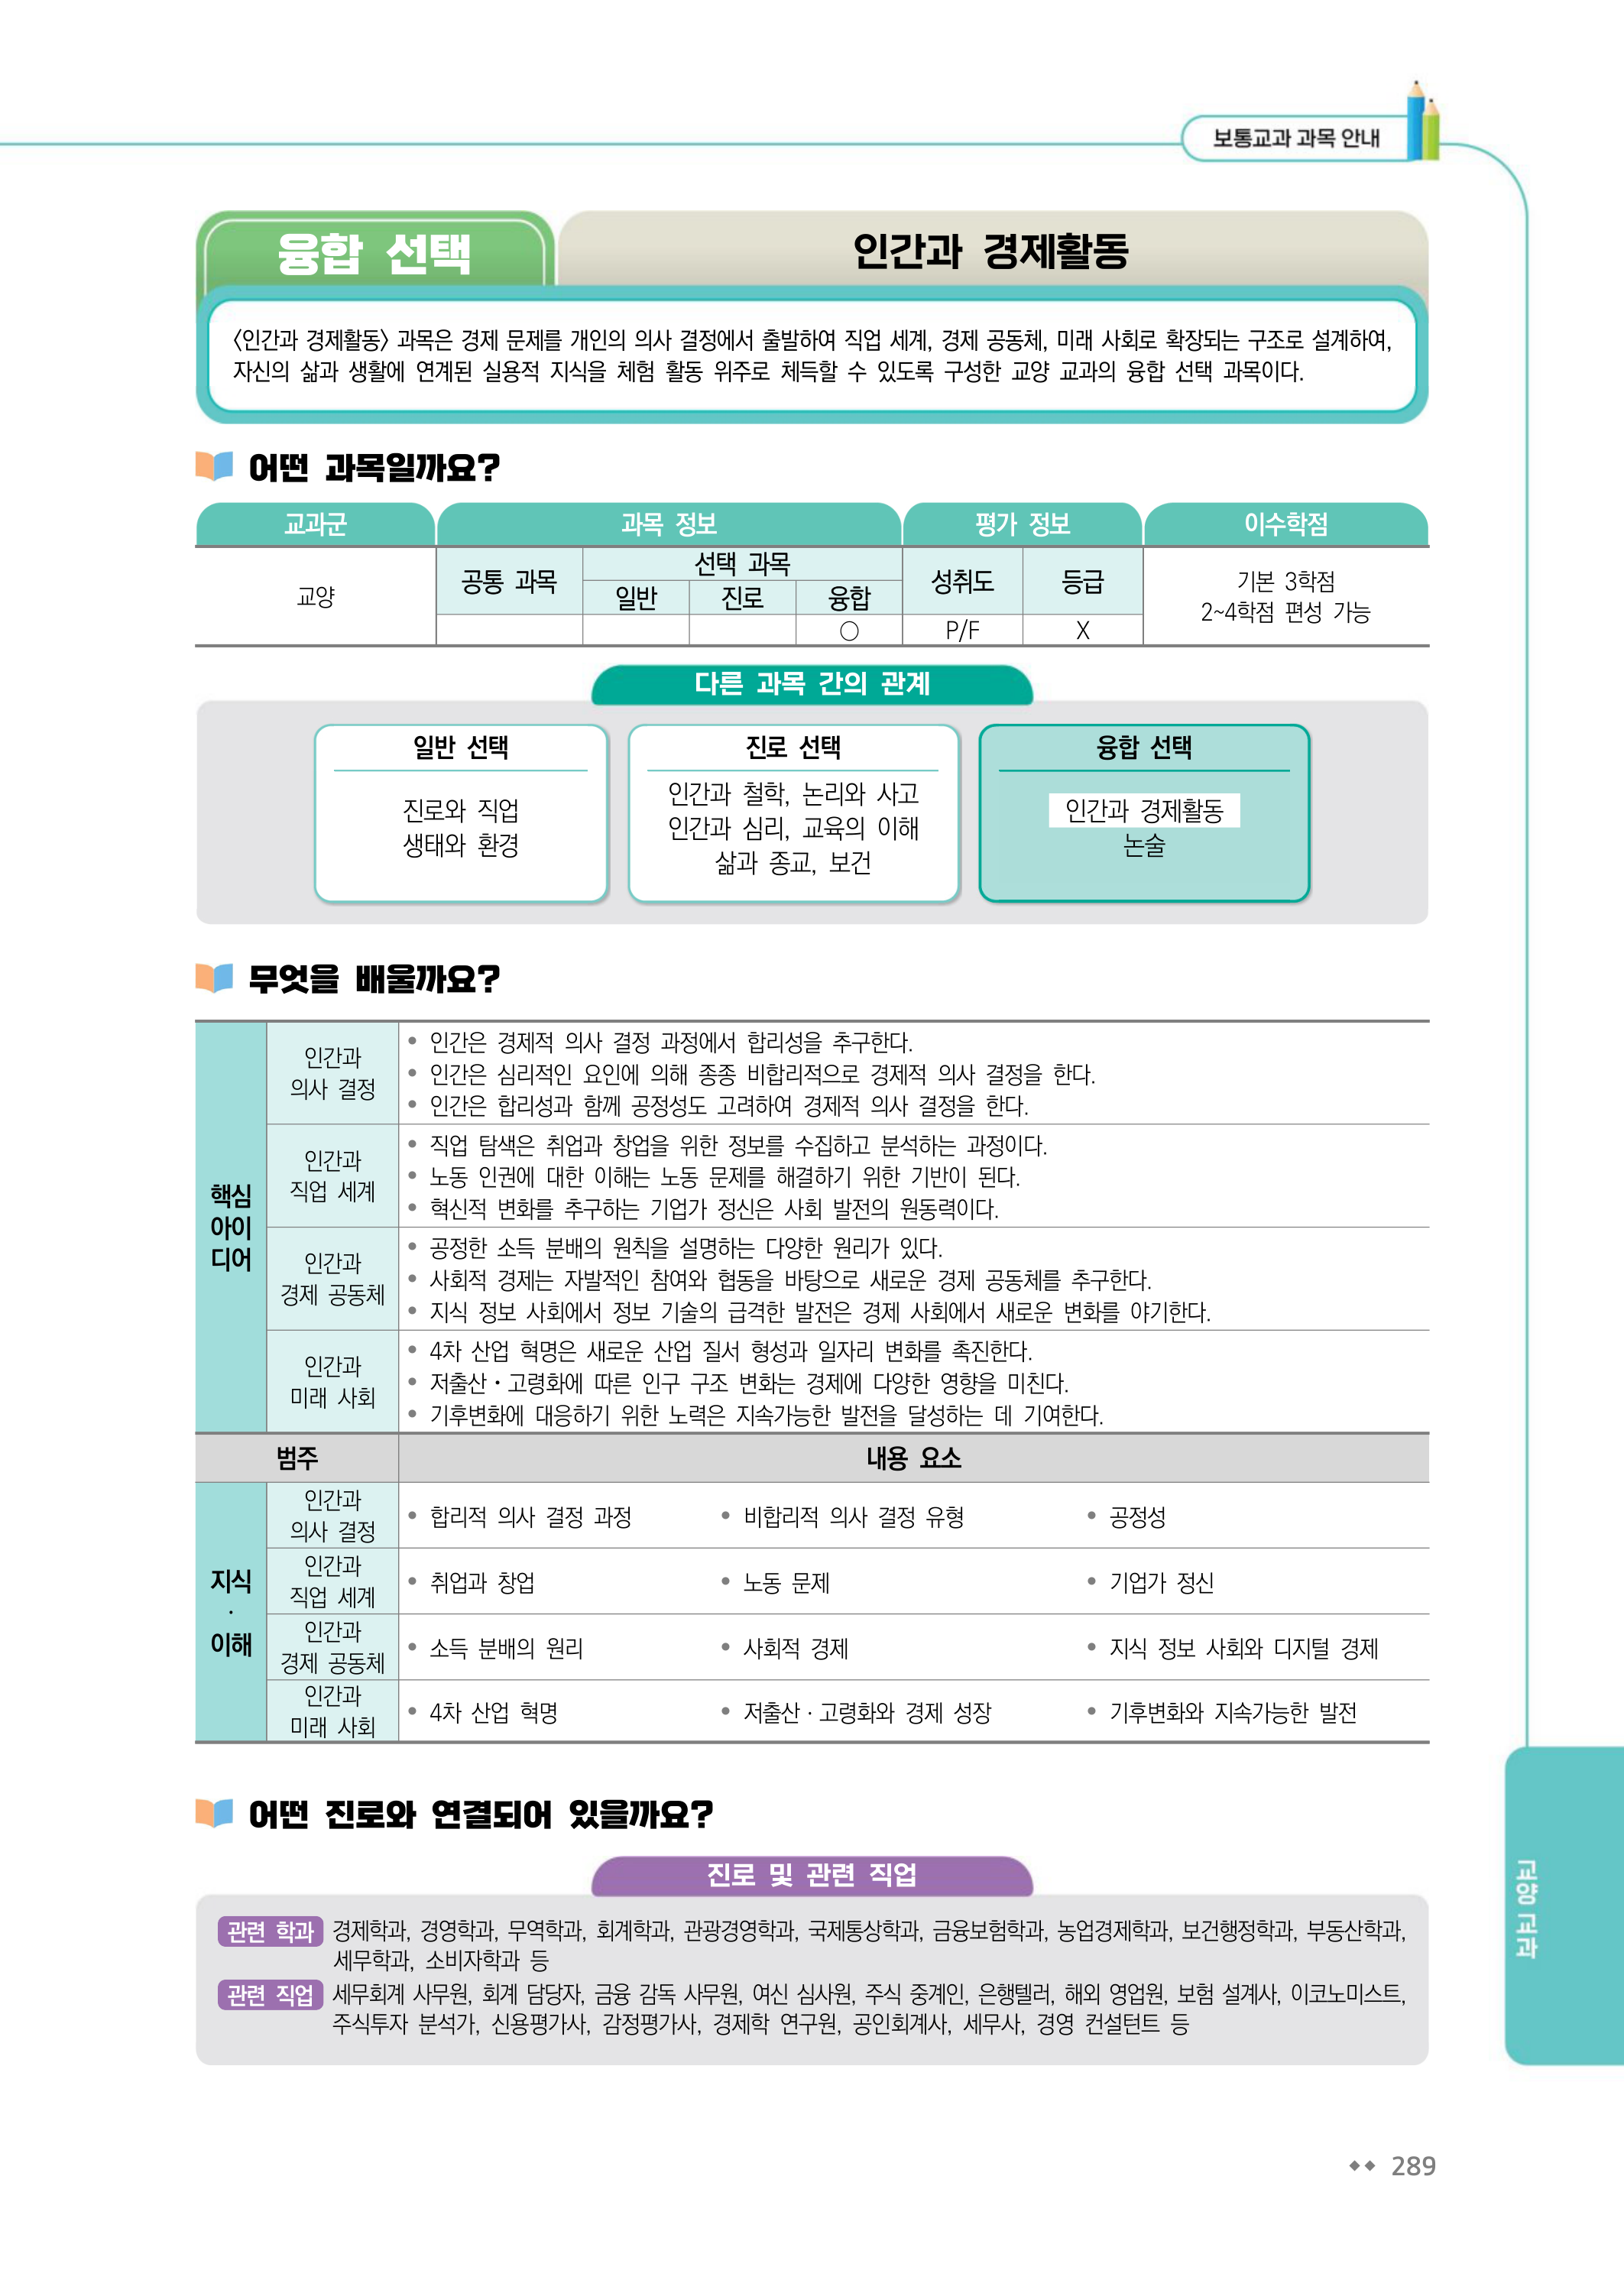 보통교과 과목 안내
융합 선택
인간과 경제활동
<인간과 경제활동> 과목은 경제 문제를 개인의 의사 결정에서 출발하여 직업 세계, 경제 공동체, 미래 사회로 확장되는 구조로 설계하여,
자신의 삶과 생활에 연계된 실용적 지식을 체험 활동 위주로 체득할 수 있도록 구성한 교양 교과의 융합 선택 과목이다.
어떤 과목일까요?
교과군 과목 정보 평가 정보 이수학점
교양
공통 과목
선택 과목
일반 진로 융합
성취도 등급
기본 3학점
2~4학점 편성 가능
○ P/F X
다른 과목 간의 관계
일반 선택
진로와 직업
생태와 환경
진로 선택
인간과 철학, 논리와 사고
인간과 심리, 교육의 이해
삶과 종교, 보건
융합 선택
인간과 경제활동
논술
무엇을 배울까요?
핵심
아이
디어
인간과
의사 결정
• 인간은 경제적 의사 결정 과정에서 합리성을 추구한다.
• 인간은 심리적인 요인에 의해 종종 비합리적으로 경제적 의사 결정을 한다.
• 인간은 합리성과 함께 공정성도 고려하여 경제적 의사 결정을 한다.
인간과
직업 세계
• 직업 탐색은 취업과 창업을 위한 정보를 수집하고 분석하는 과정이다.
• 노동 인권에 대한 이해는 노동 문제를 해결하기 위한 기반이 된다.
• 혁신적 변화를 추구하는 기업가 정신은 사회 발전의 원동력이다.
인간과
경제 공동체
• 공정한 소득 분배의 원칙을 설명하는 다양한 원리가 있다.
• 사회적 경제는 자발적인 참여와 협동을 바탕으로 새로운 경제 공동체를 추구한다.
• 지식 정보 사회에서 정보 기술의 급격한 발전은 경제 사회에서 새로운 변화를 야기한다.
인간과
미래 사회
• 4차 산업 혁명은 새로운 산업 질서 형성과 일자리 변화를 촉진한다.
• 저출산・고령화에 따른 인구 구조 변화는 경제에 다양한 영향을 미친다.
• 기후변화에 대응하기 위한 노력은 지속가능한 발전을 달성하는 데 기여한다.
범주 내용 요소
지식
·
이해
인간과
의사 결정
• 합리적 의사 결정 과정 • 비합리적 의사 결정 유형 • 공정성
인간과
직업 세계
• 취업과 창업 • 노동 문제 • 기업가 정신
인간과
경제 공동체
• 소득 분배의 원리 • 사회적 경제 • 지식 정보 사회와 디지털 경제
인간과
미래 사회
• 4차 산업 혁명 • 저출산·고령화와 경제 성장 • 기후변화와 지속가능한 발전
어떤 진로와 연결되어 있을까요?
진로 및 관련 직업
관련 학과 경제학과, 경영학과, 무역학과, 회계학과, 관광경영학과, 국제통상학과, 금융보험학과, 농업경제학과, 보건행정학과, 부동산학과,
세무학과, 소비자학과 등
관련 직업 세무회계 사무원, 회계 담당자, 금융 감독 사무원, 여신 심사원, 주식 중계인, 은행텔러, 해외 영업원, 보험 설계사, 이코노미스트,
주식투자 분석가, 신용평가사, 감정평가사, 경제학 연구원, 공인회계사, 세무사, 경영 컨설턴트 등
교양 교과
289